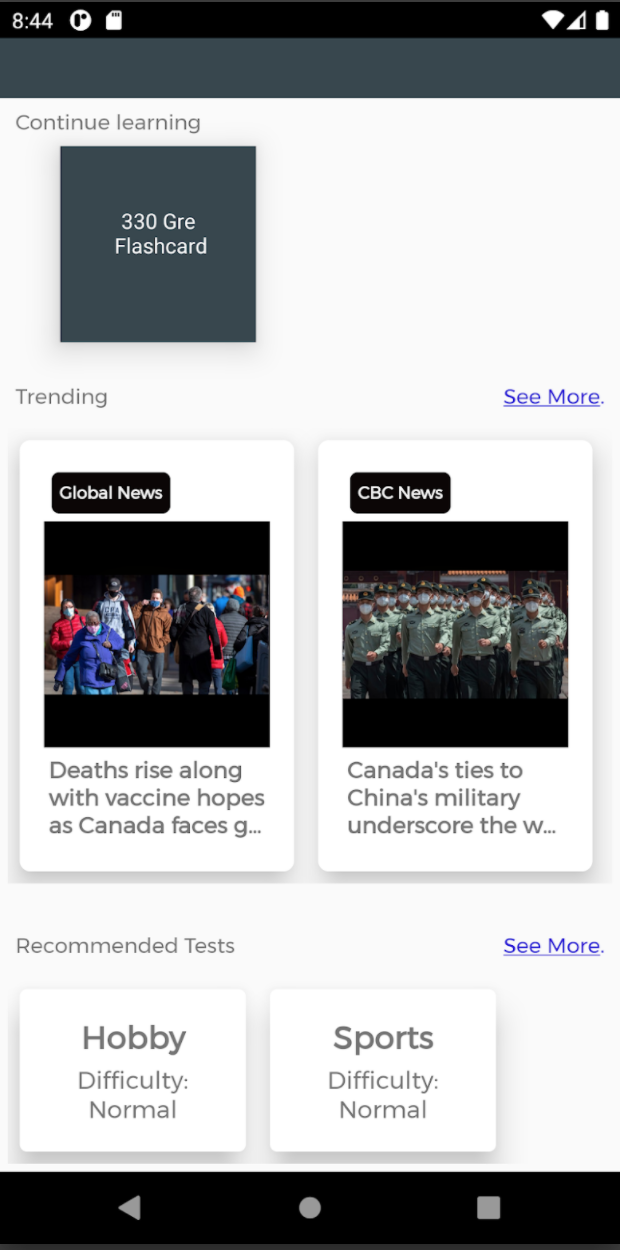 8:44
Continue learning
330 Gre
Flashcard
Trending
See More.
Global News
CBC News
Deaths rise along
with vaccine hopes
as Canada faces g...
Canada's ties to
China's military
underscore the w...
Recommended Tests
See More.
Hobby
Difficulty:
Normal
Sports
Difficulty:
Normal